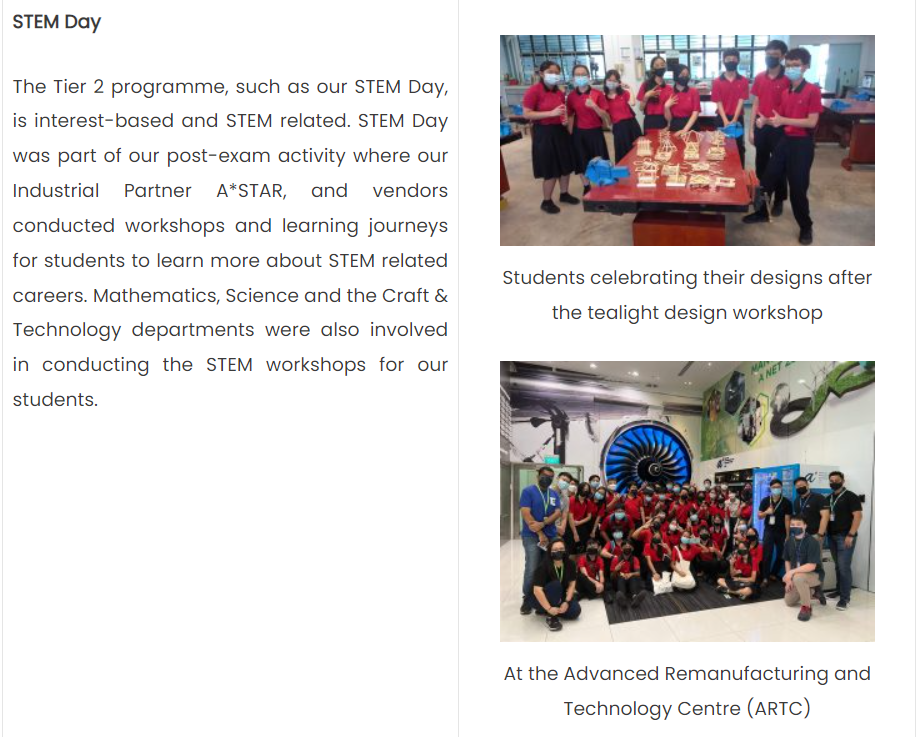 STEM Day
The Tier 2 programme, such as our STEM Day,
is interest-based and STEM related. STEM Day
was part of our post-exam activity where our
Industrial Partner A*STAR, and vendors
conducted workshops and learning journeys
for students to learn more about STEM related
careers. Mathematics, Science and the Craft &
Technology departments were also involved
in conducting the STEM workshops for our
students.
Students celebrating their designs after
the tealight design workshop
A NET Z
At the Advanced Remanufacturing and
Technology Centre (ARTC)